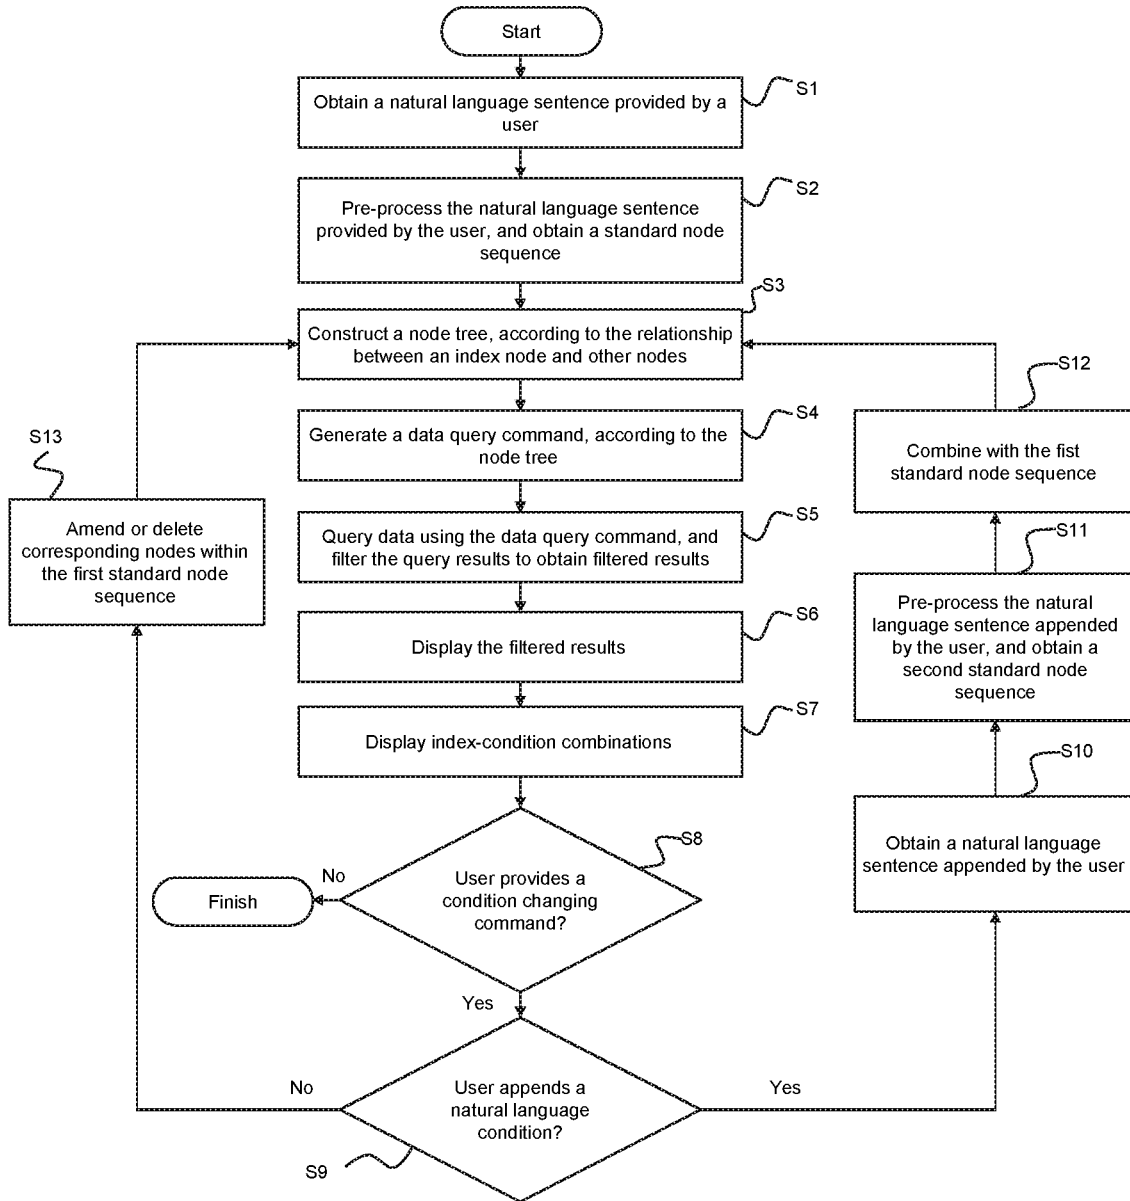 Start
S1
Obtain a natural language sentence provided by a
user
S2
Pre-process the natural language sentence
provided by the user, and obtain a standard node
sequence
S3
Construct a node tree, according to the relationship
between an index node and other nodes
S4
Generate a data query command, according to the
node tree
S5
Query data using the data query command, and
filter the query results to obtain filtered results
S6
Display the filtered results
S7
Display index-condition combinations
S8
User provides a
condition changing
command?
No
Finish
Yes
User appends a
natural language
condition?
S9
No
Yes
S10
Obtain a natural language
sentence appended by the user
S11
Pre-process the natural
language sentence appended
by the user, and obtain a
second standard node
sequence
S12
Combine with the fist
standard node sequence
S13
Amend or delete
corresponding nodes within
the first standard node
sequence